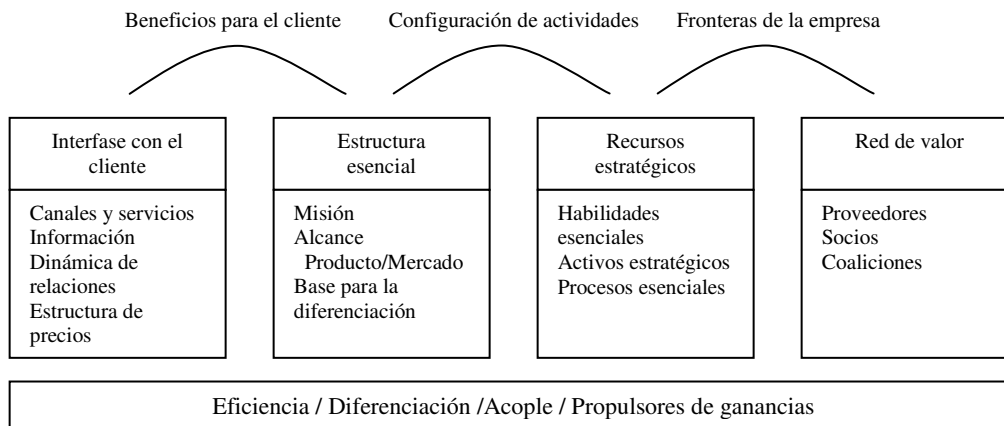 Beneficios para el cliente
Configuración de actividades
Fronteras de la empresa
Interfase con el
cliente
Canales y servicios
Información
Dinámica de
relaciones
Estructura de
precios
Estructura
esencial
Misión
Alcance
Producto/Mercado
Base para la
diferenciación
Recursos
estratégicos
Habilidades
esenciales
Activos estratégicos
Procesos esenciales
Red de valor
Proveedores
Socios
Coaliciones
Eficiencia / Diferenciación /Acople / Propulsores de ganancias